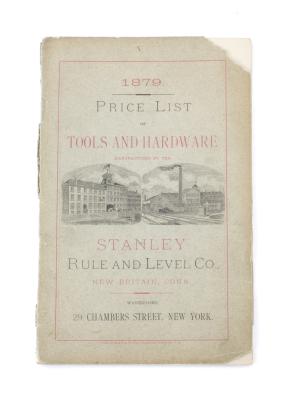 1879.
PRICE LIST
OF
TOOLS AND HARDWARE
MANUFACTURED BY THE
STANLEY
RULE AND LEVEL CO.,
NEW BRITAIN, CONN.
WAREROOMS:
29 CHAMBERS STREET, NEW YORK.